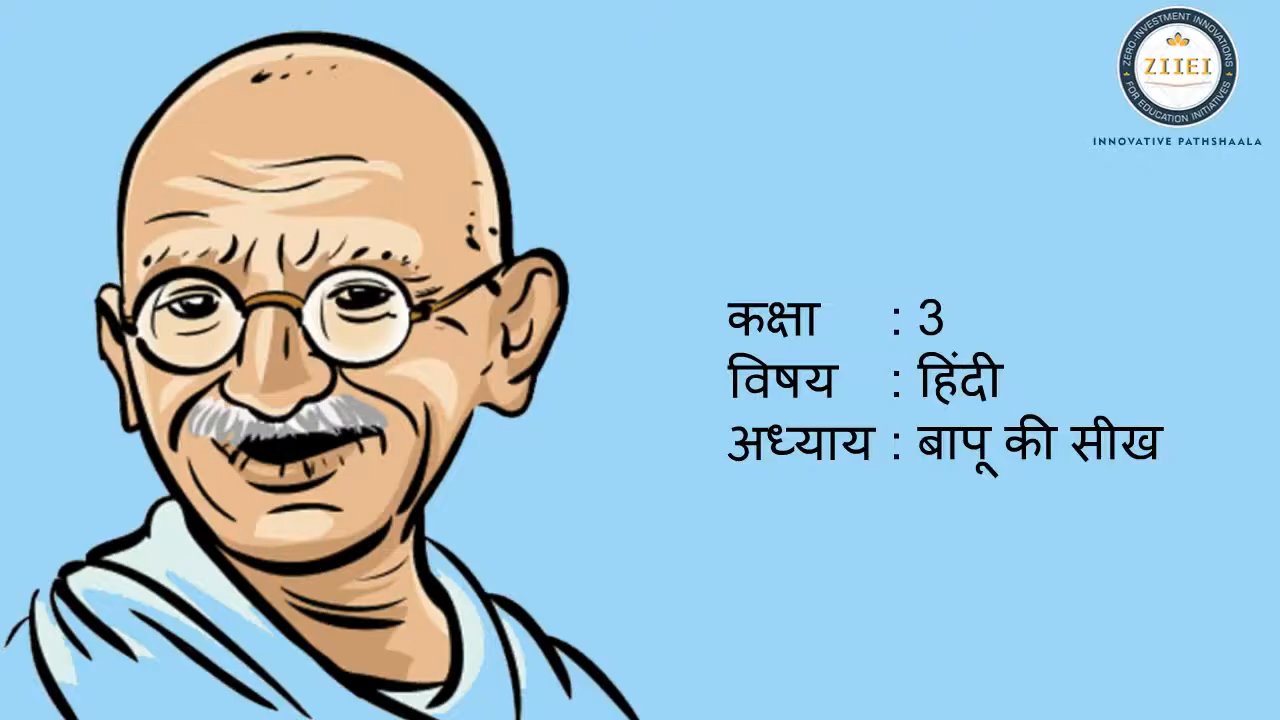 ZERO-INVESTMENT INNOVATIONS
ZIIEI
FOR EDUCATION INITIATIVES
INNOVATIVE PATHSHAALA
कक्षा : 3
विषय : हिंदी
अध्याय : बापू की सीख